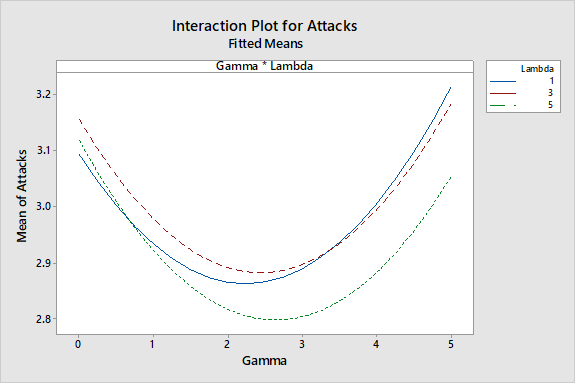 Interaction Plot for Attacks
Fitted Means
Gamma * Lambda
Lambda
1
3
5
3.2
3.1
3.0
2.9
2.8
Mean of Attacks
0 1 2 3 4 5
Gamma